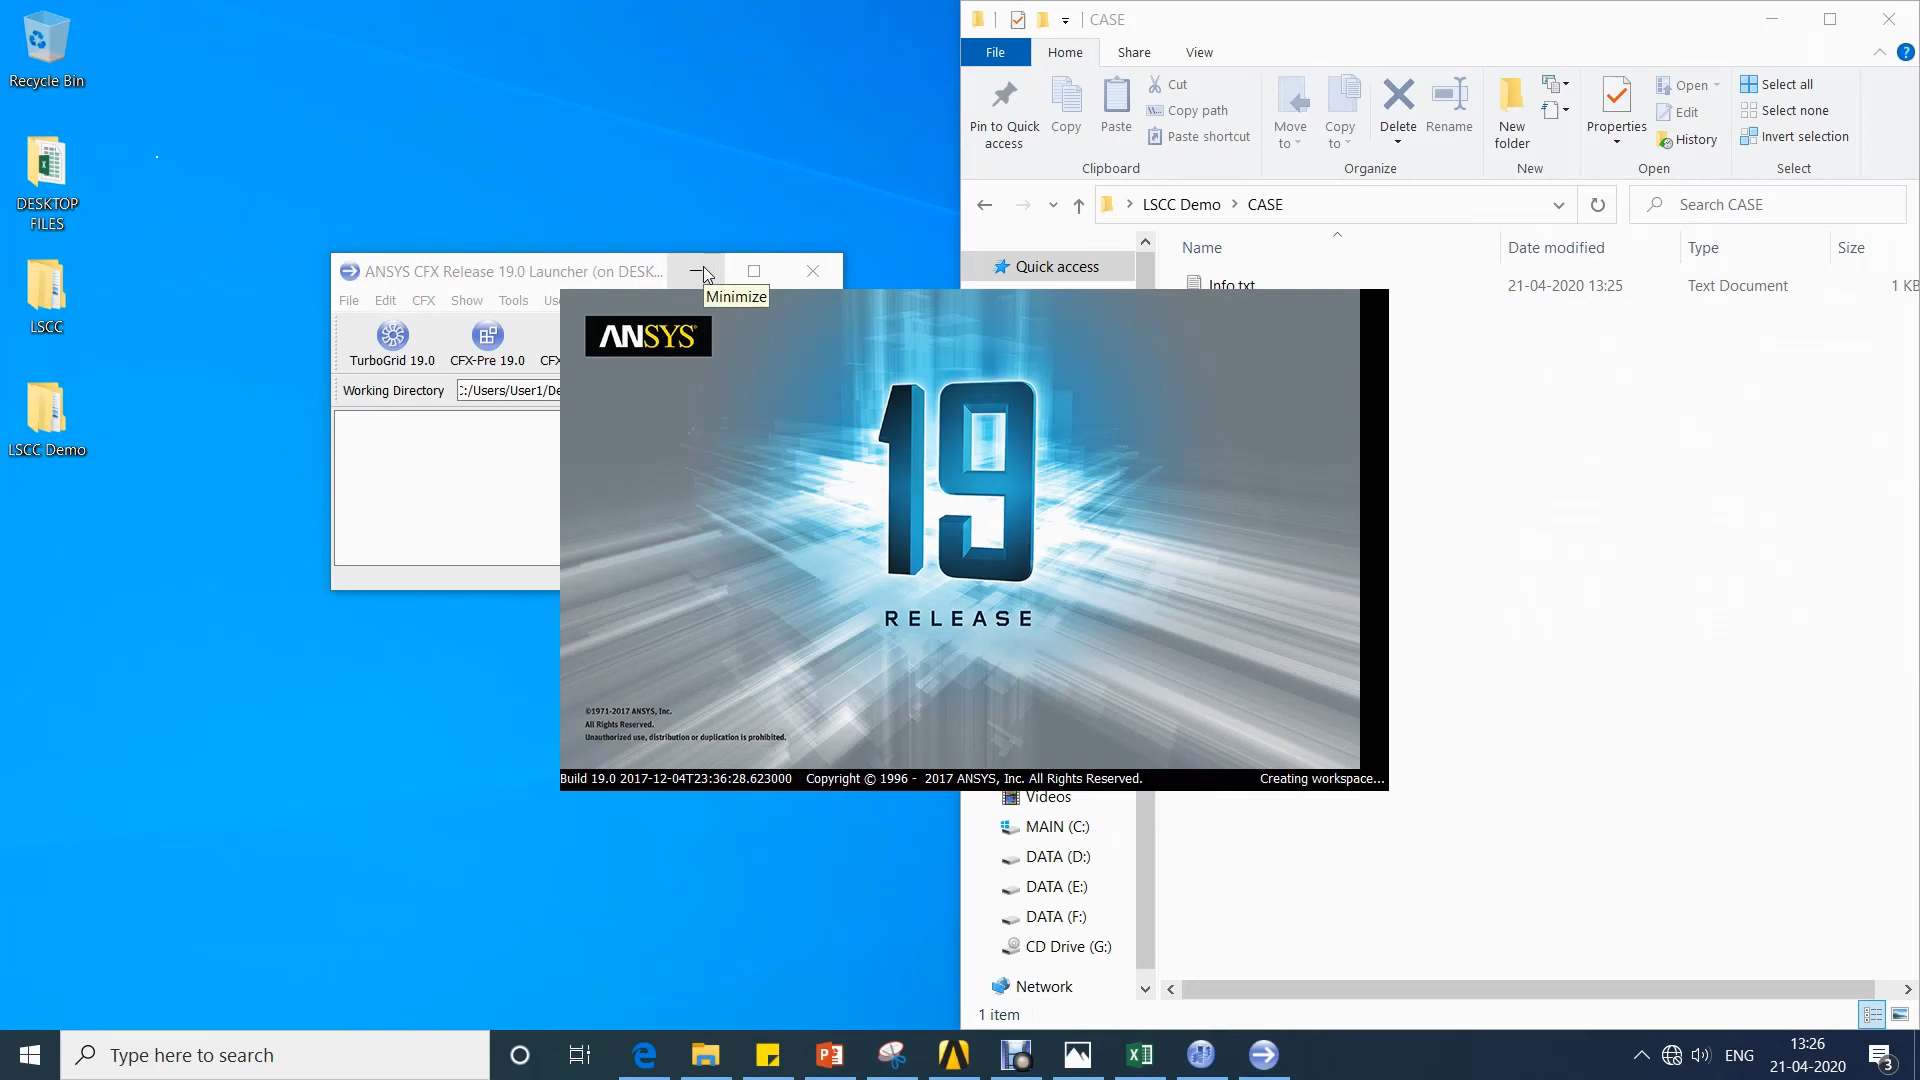 Recycle Bin
DESKTOP
FILES
LSCC
LSCC Demo
CASE
File
Home
Share
View
Pin to Quick
access
Copy
Paste
Cut
Copy path
Paste shortcut
Clipboard
Move
to
Copy
to
Delete
Rename
Organize
New
folder
New
Properties
Open
Edit
History
Open
Select all
Select none
Invert selection
Select
LSCC Demo
CASE
Search CASE
Name
Date modified
Type
Size
Quick access
Info.txt
21-04-2020 13:25
Text Document
1 KB
ANSYS CFX Release 19.0 Launcher (on DESK...
Minimize
File
Edit
CFX
Show
Tools
TurboGrid 19.0
CFX-Pre 19.0
Working Directory
:/Users/User1/De
ANSYS
19
RELEASE
©1971-2017 ANSYS, Inc.
All Rights Reserved.
Unauthorized use, distribution or duplication is prohibited.
Build 19.0 2017-12-04T23:36:28.623000
Copyright © 1996 - 2017 ANSYS, Inc. All Rights Reserved.
Creating workspace...
Videos
MAIN (C:)
DATA (D:)
DATA (E:)
DATA (F:)
CD Drive (G:)
Network
1 item
Type here to search
ENG
13:26
21-04-2020
3